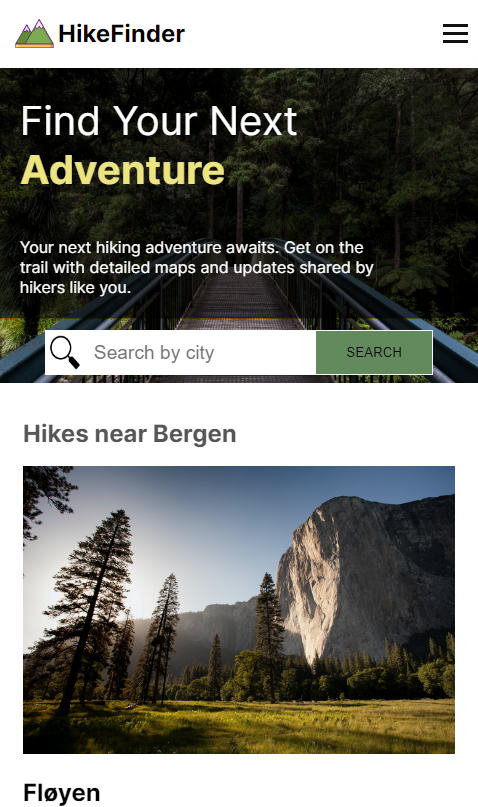 HikeFinder
Find Your Next
Adventure
Your next hiking adventure awaits. Get on the
trail with detailed maps and updates shared by
hikers like you.
Search by city
SEARCH
Hikes near Bergen
Fløyen